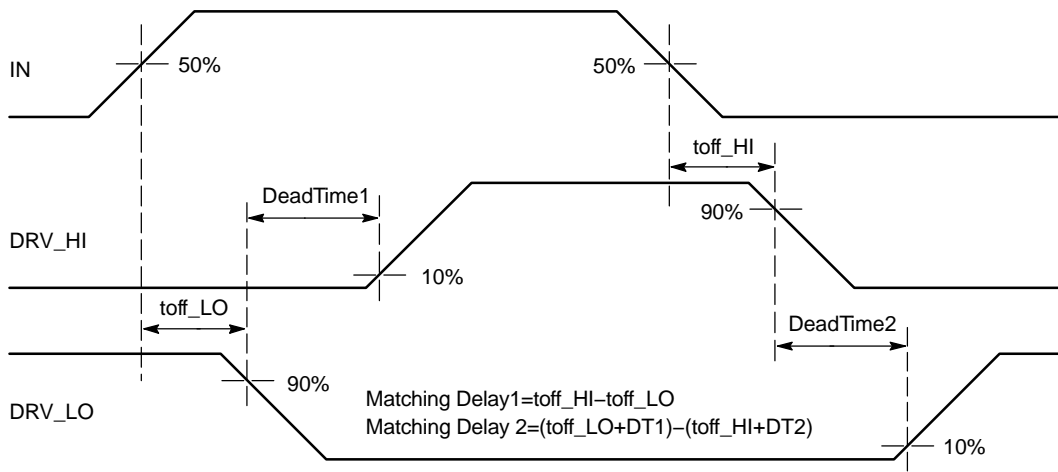 IN
50%
50%
toff_HI
DeadTime1
90%
DRV_HI
10%
toff_LO
DeadTime2
90%
DRV_LO
Matching Delay1=toff_HI−toff_LO
Matching Delay 2=(toff_LO+DT1)−(toff_HI+DT2)
10%